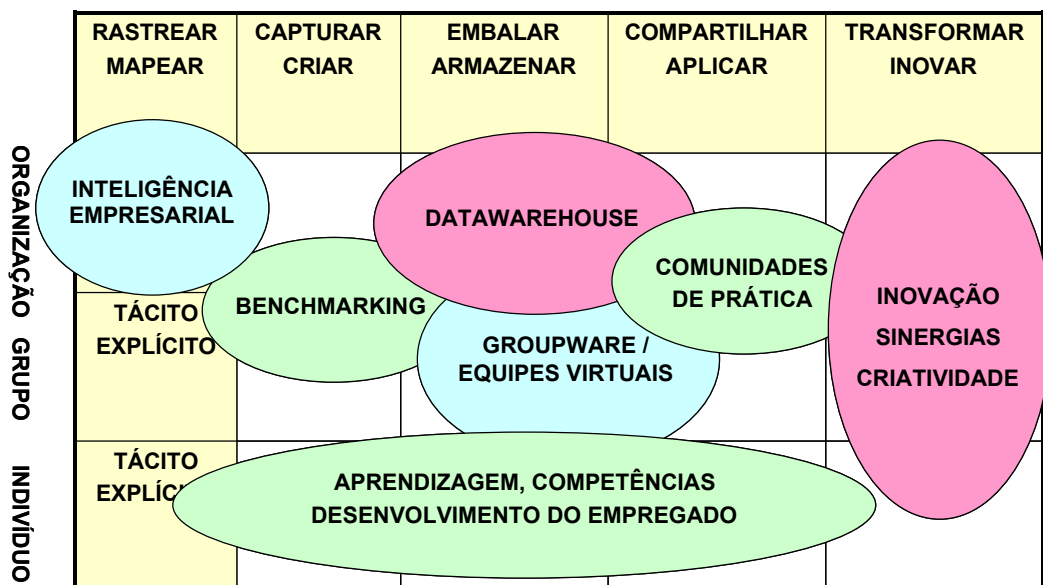 RASTREAR
MAPEAR
CAPTURAR
CRIAR
EMBALAR
ARMAZENAR
COMPARTILHAR
APLICAR
TRANSFORMAR
INOVAR
ORGANIZAÇÃO
INTELIGÊNCIA
EMPRESARIAL
DATAWAREHOUSE
BENCHMARKING
COMUNIDADES
DE PRÁTICA
INOVAÇÃO
SINERGIAS
CRIATIVIDADE
GRUPO
TÁCITO
EXPLÍCITO
GROUPWARE /
EQUIPES VIRTUAIS
INDIVÍDUO
TÁCITO
APRENDIZAGEM, COMPETÊNCIAS
DESENVOLVIMENTO DO EMPREGADO